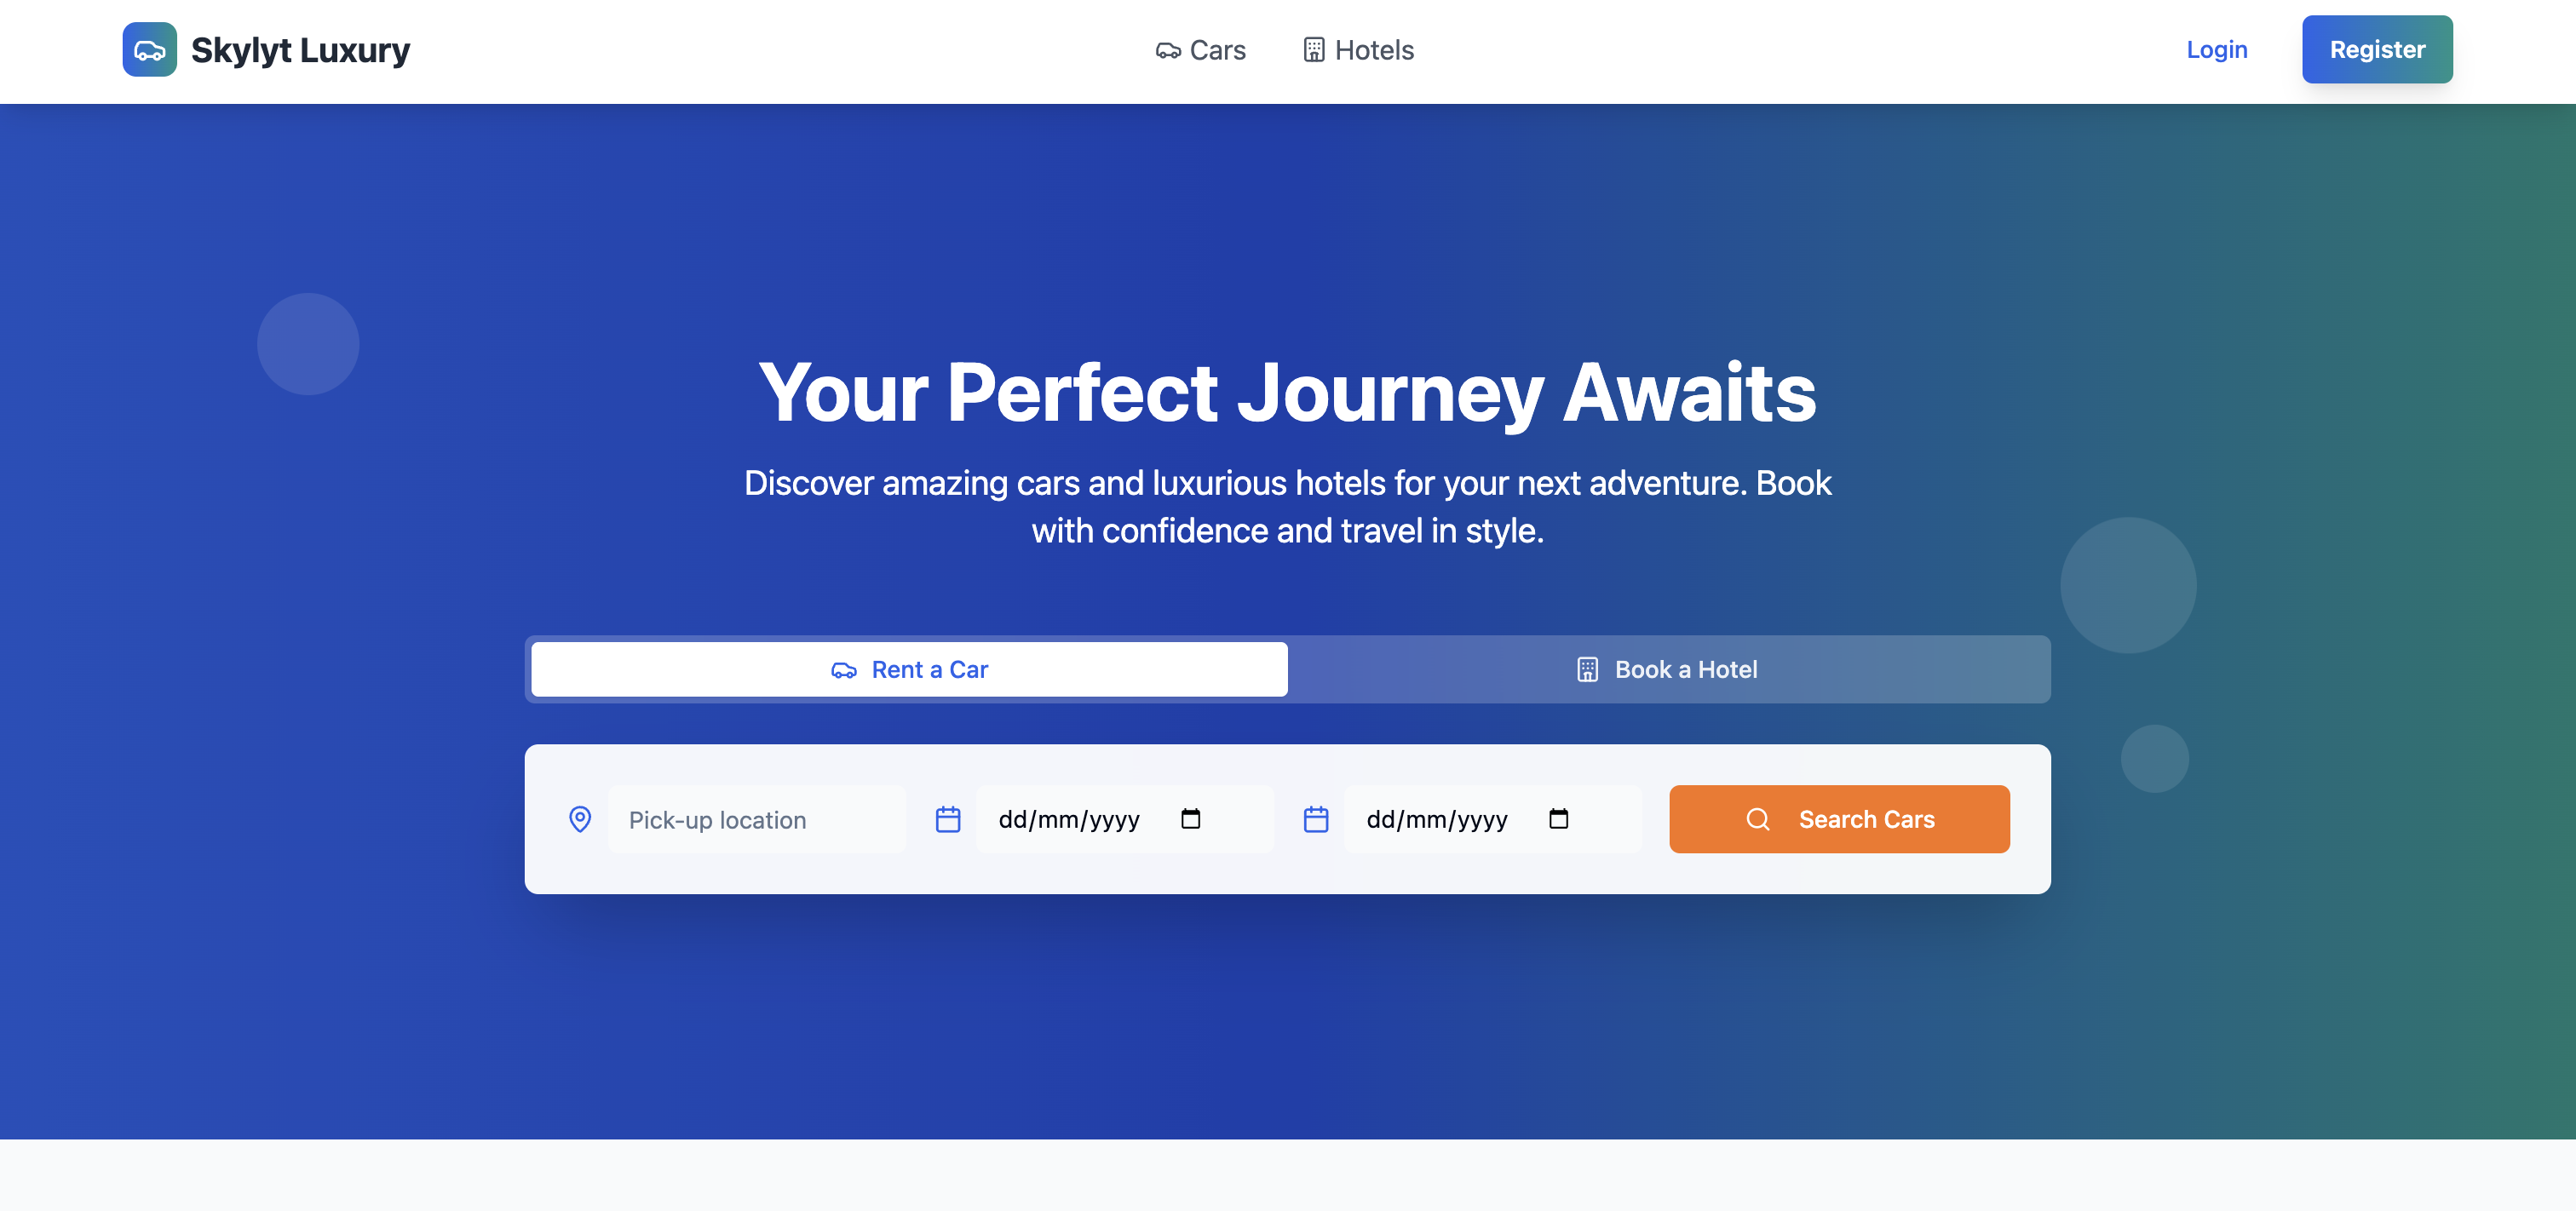 Skylyt Luxury
Cars
Hotels
Login
Register
Your Perfect Journey Awaits
Discover amazing cars and luxurious hotels for your next adventure. Book
with confidence and travel in style.
Rent a Car
Book a Hotel
Pick-up location
dd/mm/yyyy
dd/mm/yyyy
Search Cars